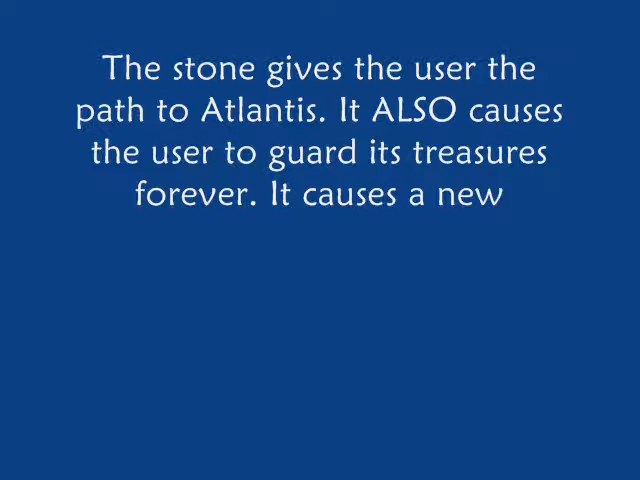 The stone gives the user the
path to Atlantis. It ALSO causes
the user to guard its treasures
forever. It causes a new